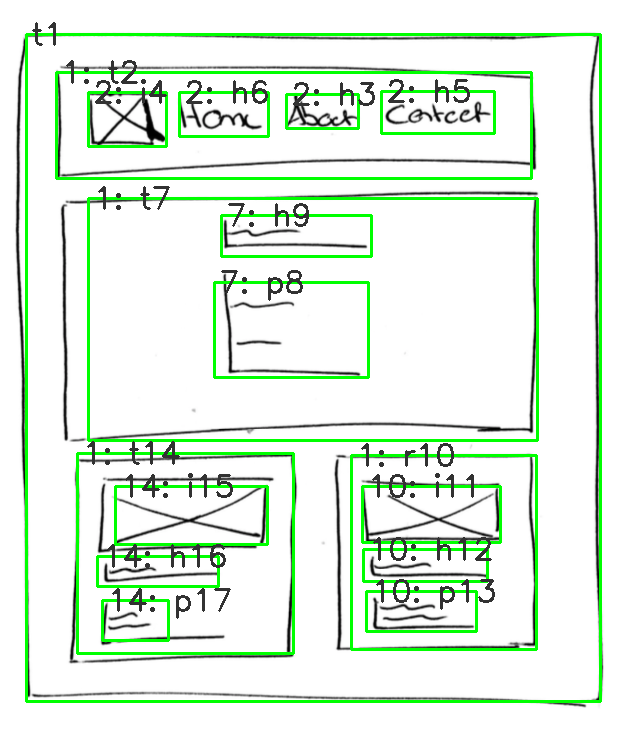 t1
1: t2
2: i4 2: h6 2: h3 2: h5
Home About Contact
1: t7
7: h9
7: p8
1: t14 1: r10
14: i15 10: i11
14: h16 10: h12
14: p17 10: p13